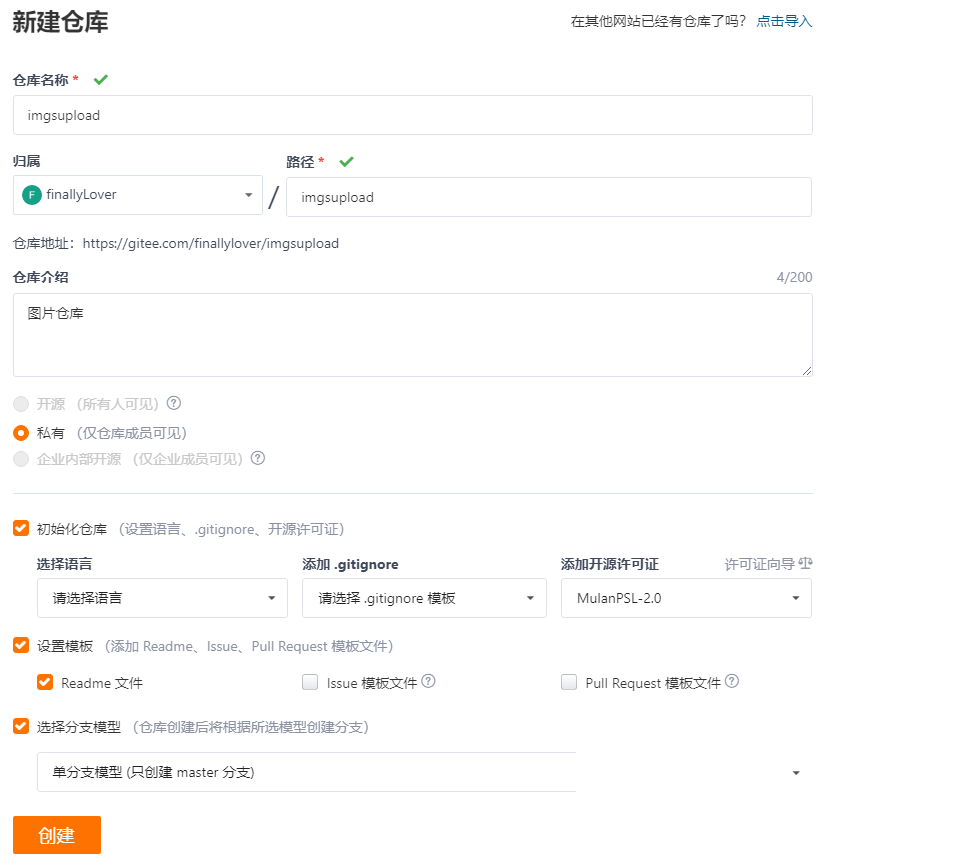 新建仓库
在其他网站已经有仓库了吗？ 点击导入
仓库名称 *
imgsupload
归属
路径 *
F finallyLover
/
imgsupload
仓库地址：https://gitee.com/finallylover/imgsupload
仓库介绍
4/200
图片仓库
开源 （所有人可见） ?
私有 （仅仓库成员可见）
企业内部开源 （仅企业成员可见） ?
初始化仓库 （设置语言、.gitignore、开源许可证）
选择语言
添加 .gitignore
添加开源许可证
许可证向导
请选择语言
请选择 .gitignore 模板
MulanPSL-2.0
设置模板 （添加 Readme、Issue、Pull Request 模板文件）
Readme 文件
Issue 模板文件 ?
Pull Request 模板文件 ?
选择分支模型 （仓库创建后将根据所选模型创建分支）
单分支模型 (只创建 master 分支)
创建